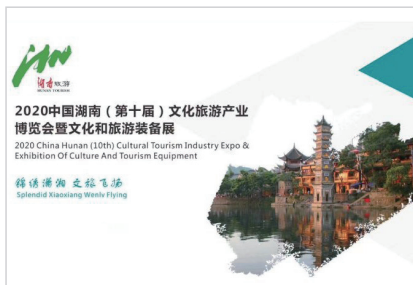 湖南旅游
HUNAN TOURISM
2020中国湖南（第十届）文化旅游产业
博览会暨文化和旅游装备展
2020 China Hunan (10th) Cultural Tourism Industry Expo &
Exhibition Of Culture And Tourism Equipment
錦绣潇湘 文旅飞扬
Splendid Xiaoxiang Wenlv Flying